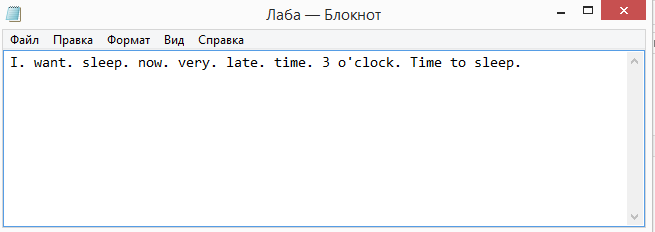 Лаба — Блокнот
Файл Правка Формат Вид Справка
I. want. sleep. now. very. late. time. 3 o'clock. Time to sleep.